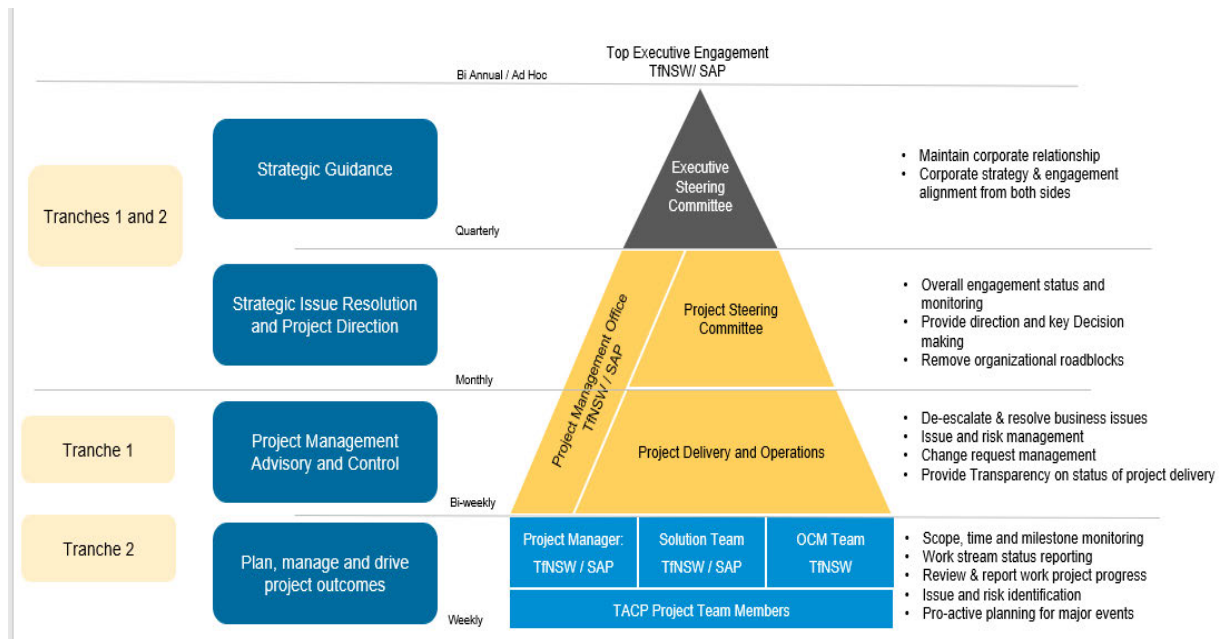 Top Executive Engagement
TfNSW/ SAP
Bi Annual / Ad Hoc
Tranches 1 and 2
Strategic Guidance
Executive
Steering
Committee
• Maintain corporate relationship
• Corporate strategy & engagement
alignment from both sides
Quarterly
Strategic Issue Resolution
and Project Direction
Project Management Office
TfNSW / SAP
Project Steering
Committee
• Overall engagement status and
monitoring
• Provide direction and key Decision
making
• Remove organizational roadblocks
Monthly
Tranche 1
Project Management
Advisory and Control
Project Delivery and Operations
• De-escalate & resolve business issues
• Issue and risk management
• Change request management
• Provide Transparency on status of project delivery
Bi-weekly
Tranche 2
Plan, manage and drive
project outcomes
Project Manager:
TfNSW / SAP
Solution Team
TfNSW / SAP
OCM Team
TfNSW
TACP Project Team Members
• Scope, time and milestone monitoring
• Work stream status reporting
• Review & report work project progress
• Issue and risk identification
• Pro-active planning for major events
Weekly